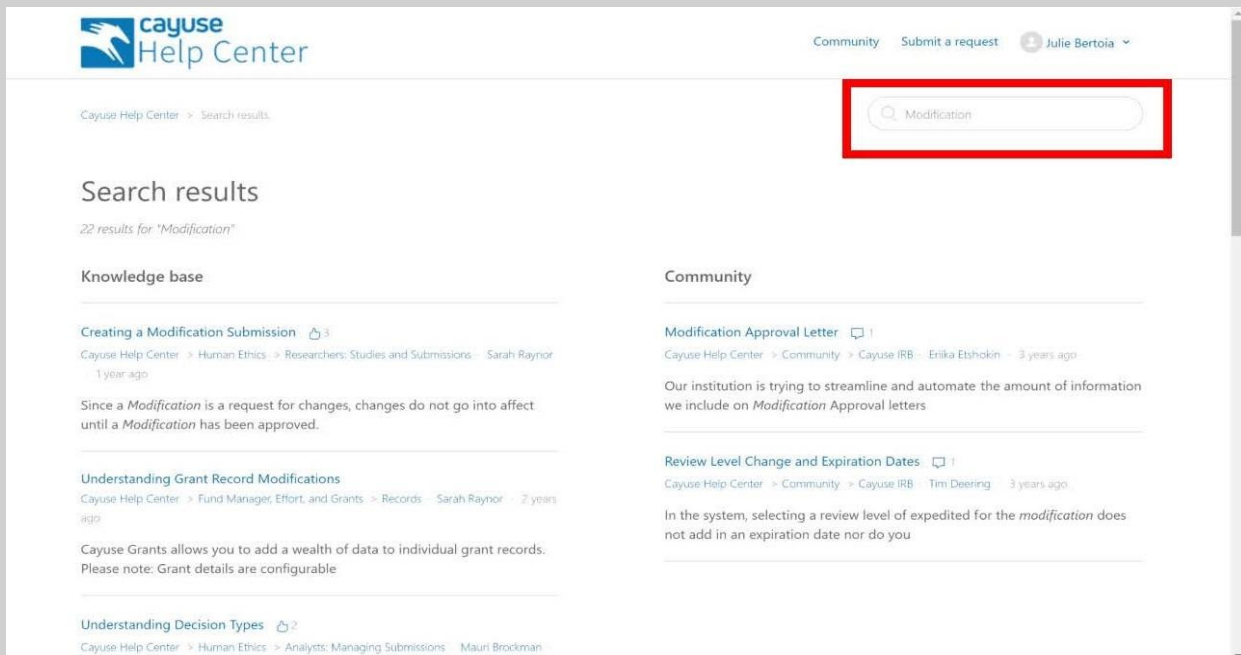 cayuse
Help Center
Community Submit a request Julie Bertoia
Cayuse Help Center > Search results
Modification
Search results
22 results for "Modification"
Knowledge base
Creating a Modification Submission 3
Cayuse Help Center > Human Ethics > Researchers: Studies and Submissions · Sarah Raynor
· 1 year ago
Since a Modification is a request for changes, changes do not go into affect
until a Modification has been approved.
Understanding Grant Record Modifications
Cayuse Help Center > Fund Manager, Effort, and Grants > Records · Sarah Raynor · 2 years
ago
Cayuse Grants allows you to add a wealth of data to individual grant records.
Please note: Grant details are configurable
Understanding Decision Types 2
Cayuse Help Center > Human Ethics > Analysts: Managing Submissions · Mauri Brockman
Community
Modification Approval Letter 1
Cayuse Help Center > Community > Cayuse IRB · Eriika Etshokin · 3 years ago
Our institution is trying to streamline and automate the amount of information
we include on Modification Approval letters
Review Level Change and Expiration Dates 1
Cayuse Help Center > Community > Cayuse IRB · Tim Deering · 3 years ago
In the system, selecting a review level of expedited for the modification does
not add in an expiration date nor do you